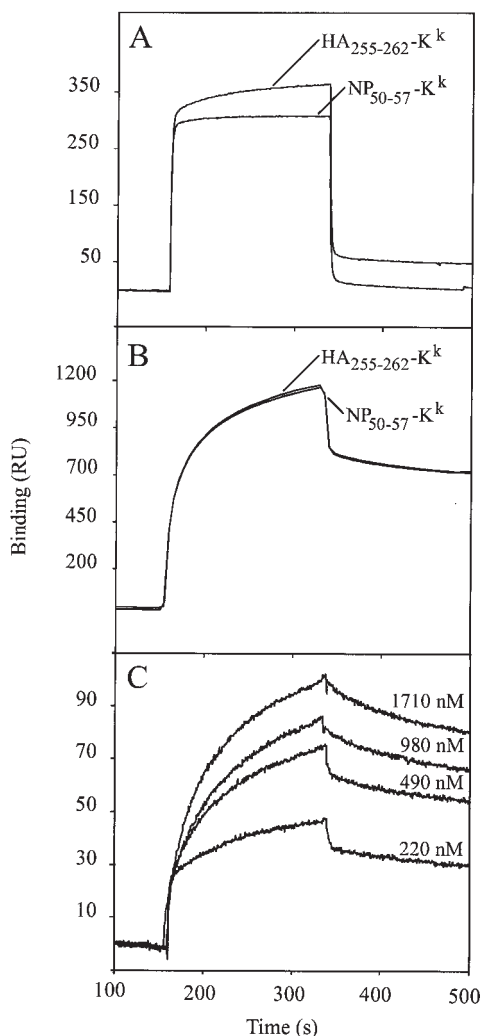 A
HA255-262-Kk
NP50-57-Kk
350
250
150
50
B
HA255-262-Kk
NP50-57-Kk
1200
950
700
450
200
Binding (RU)
C
1710 nM
980 nM
490 nM
220 nM
90
70
50
30
10
100 200 300 400 500
Time (s)